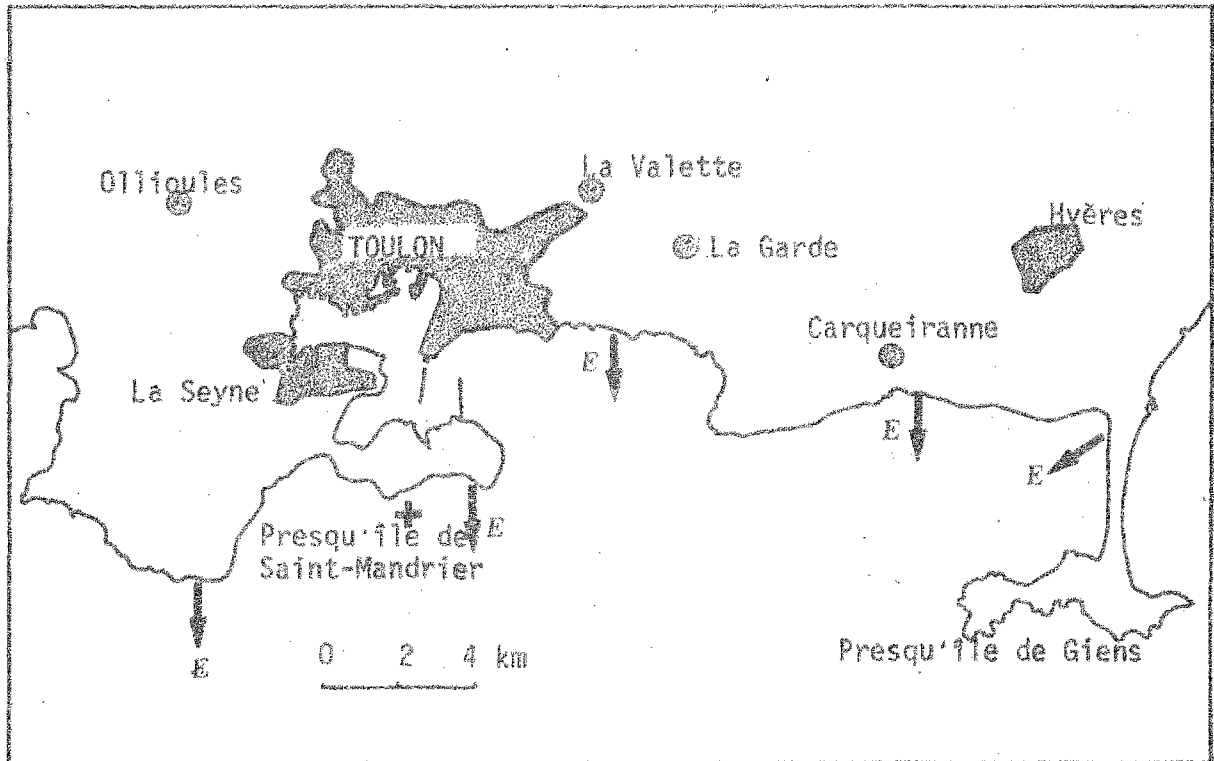 Ollioules
La Valette
Hyères
TOULON
La Garde
Carqueiranne
La Seyne
E
E
E
E
E
Presqu'île de
Saint-Mandrier
0 2 4 km
Presqu'île de Giens